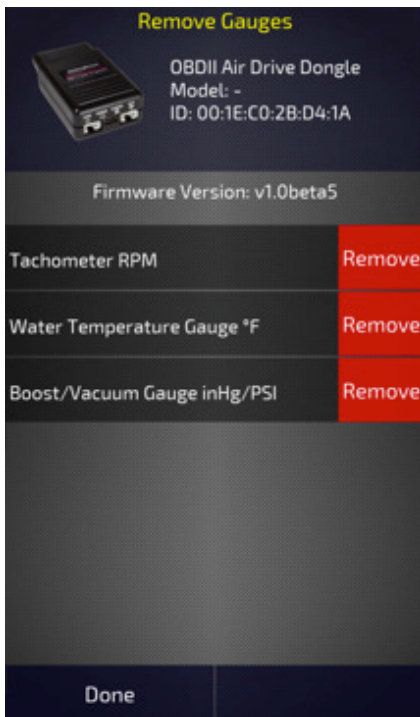 Remove Gauges
OBDII Air Drive Dongle
Model: -
ID: 00:1E:C0:2B:D4:1A
Firmware Version: v1.0beta5
Tachometer RPM Remove
Water Temperature Gauge °F Remove
Boost/Vacuum Gauge inHg/PSI Remove
Done